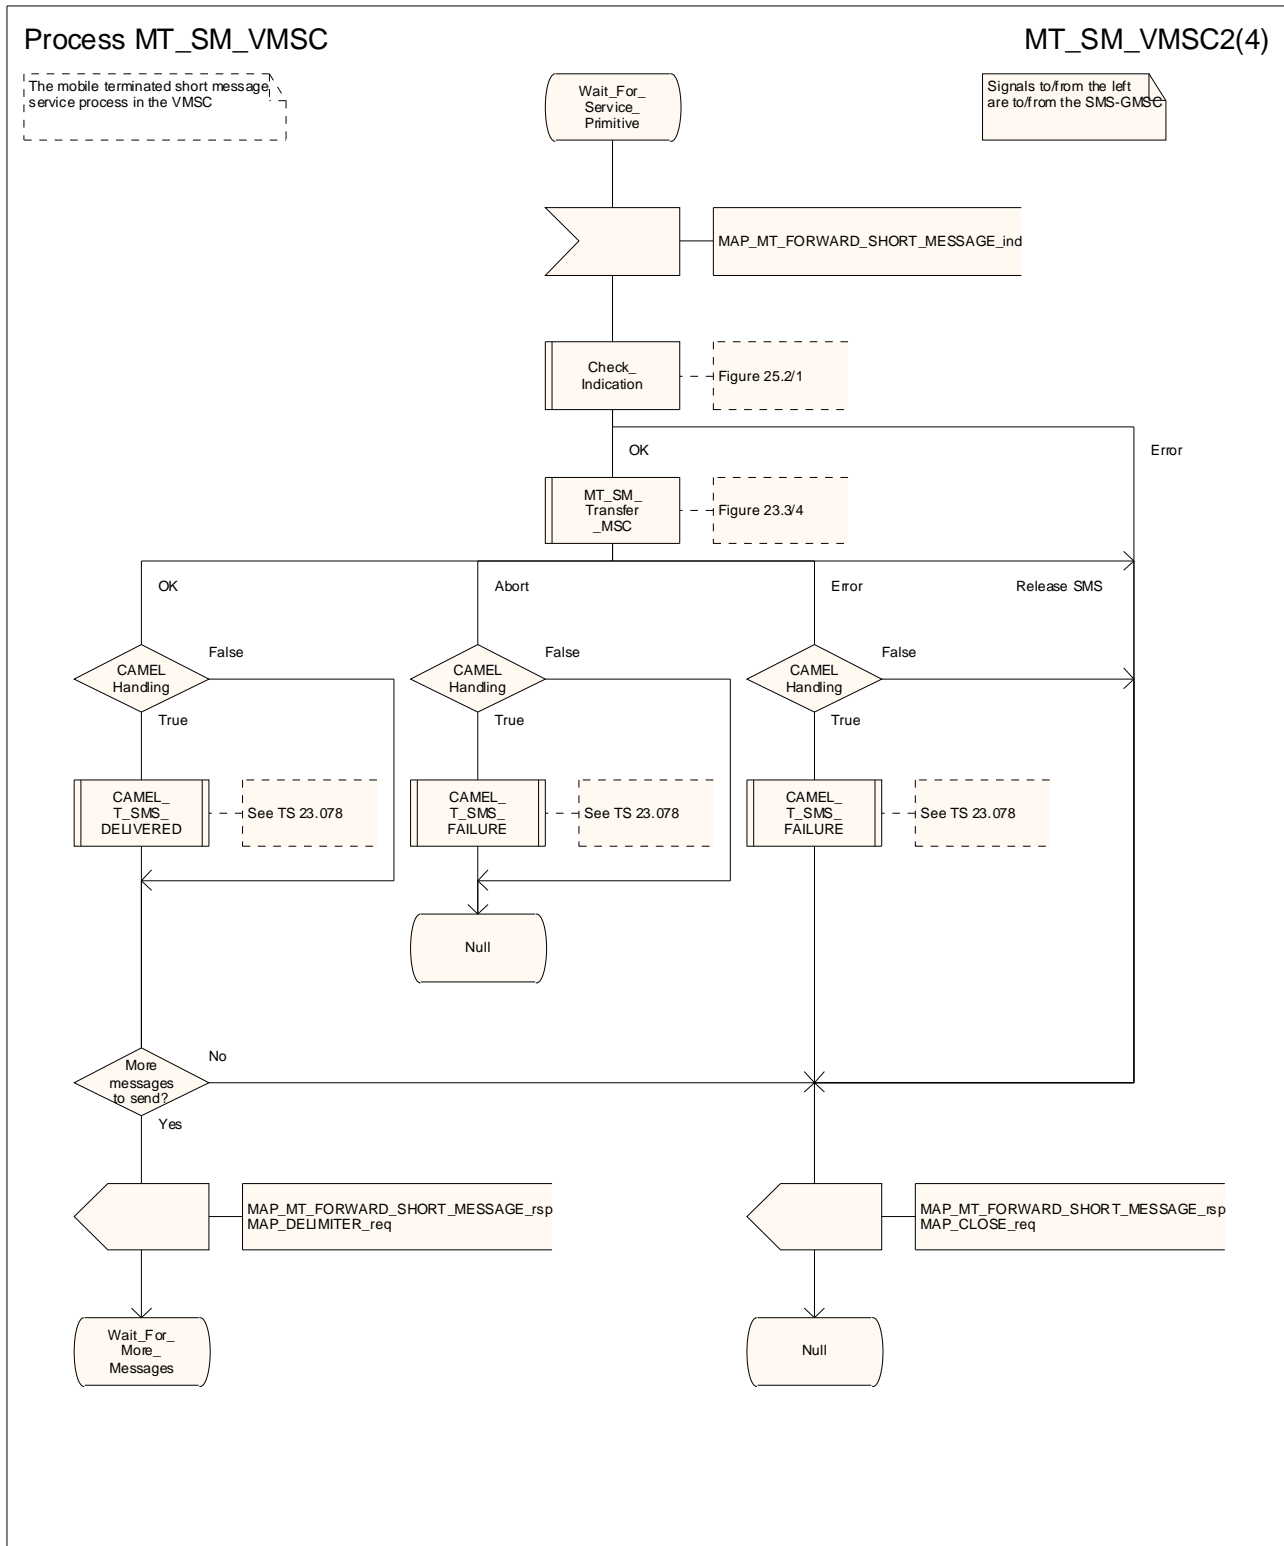 Process MT_SM_VMSC
MT_SM_VMSC2(4)
The mobile terminated short message
service process in the VMSC
Wait_For_
Service_
Primitive
Signals to/from the left
are to/from the SMS-GMSC
MAP_MT_FORWARD_SHORT_MESSAGE_ind
Check_
Indication
Figure 25.2/1
OK
Error
MT_SM_
Transfer
_MSC
Figure 23.3/4
OK
Abort
Error
Release SMS
CAMEL
Handling
False
True
CAMEL
Handling
False
True
CAMEL
Handling
False
True
CAMEL_
T_SMS_
DELIVERED
See TS 23.078
CAMEL_
T_SMS_
FAILURE
See TS 23.078
CAMEL_
T_SMS_
FAILURE
See TS 23.078
Null
More
messages
to send?
No
Yes
MAP_MT_FORWARD_SHORT_MESSAGE_rsp
MAP_DELIMITER_req
MAP_MT_FORWARD_SHORT_MESSAGE_rsp
MAP_CLOSE_req
Wait_For_
More_
Messages
Null